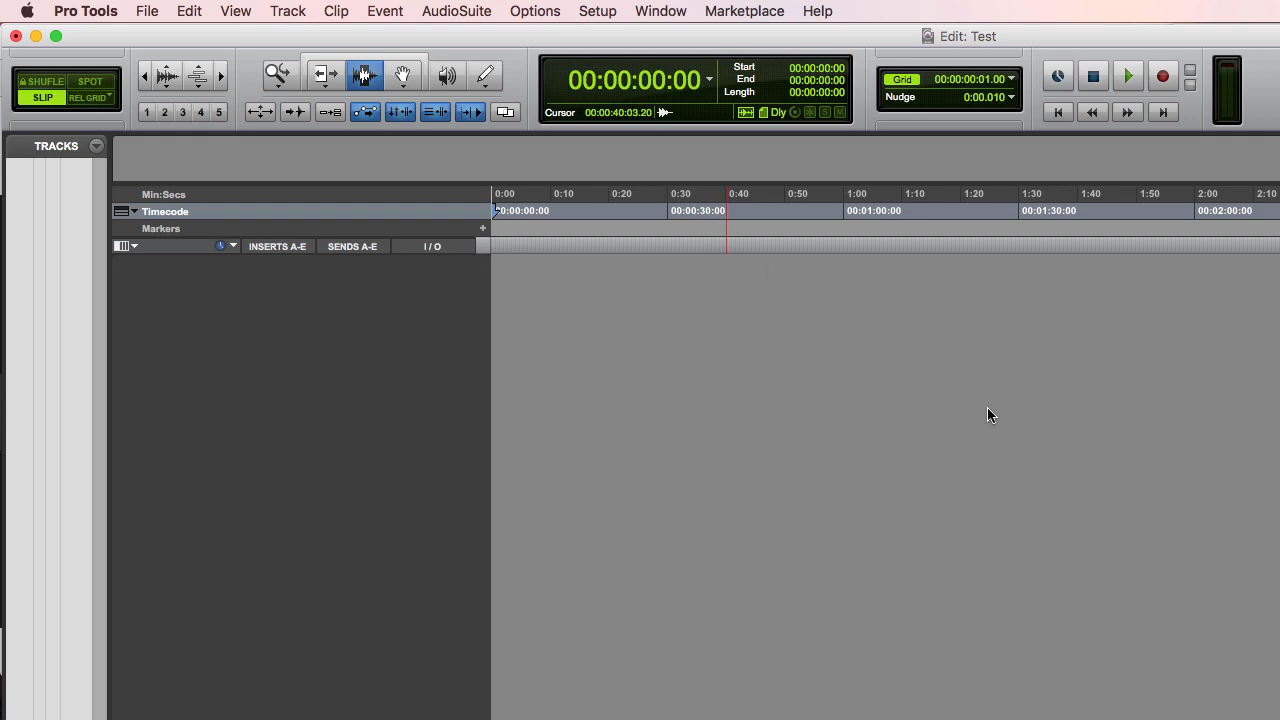 Pro Tools File Edit View Track Clip Event AudioSuite Options Setup Window Marketplace Help
Edit: Test
SHUFLE SPOT
SLIP REL GRID
1 2 3 4 5
00:00:00:00
Start 00:00:00:00
End 00:00:00:00
Length 00:00:00:00
Cursor 00:00:40:03.20 Dly S M
Grid 00:00:00:01.00
Nudge 0:00.010
TRACKS
Min:Secs 0:00 0:10 0:20 0:30 0:40 0:50 1:00 1:10 1:20 1:30 1:40 1:50 2:00 2:10
Timecode 00:00:00:00 00:00:30:00 00:01:00:00 00:01:30:00 00:02:00:00
Markers +
INSERTS A-E SENDS A-E I / O